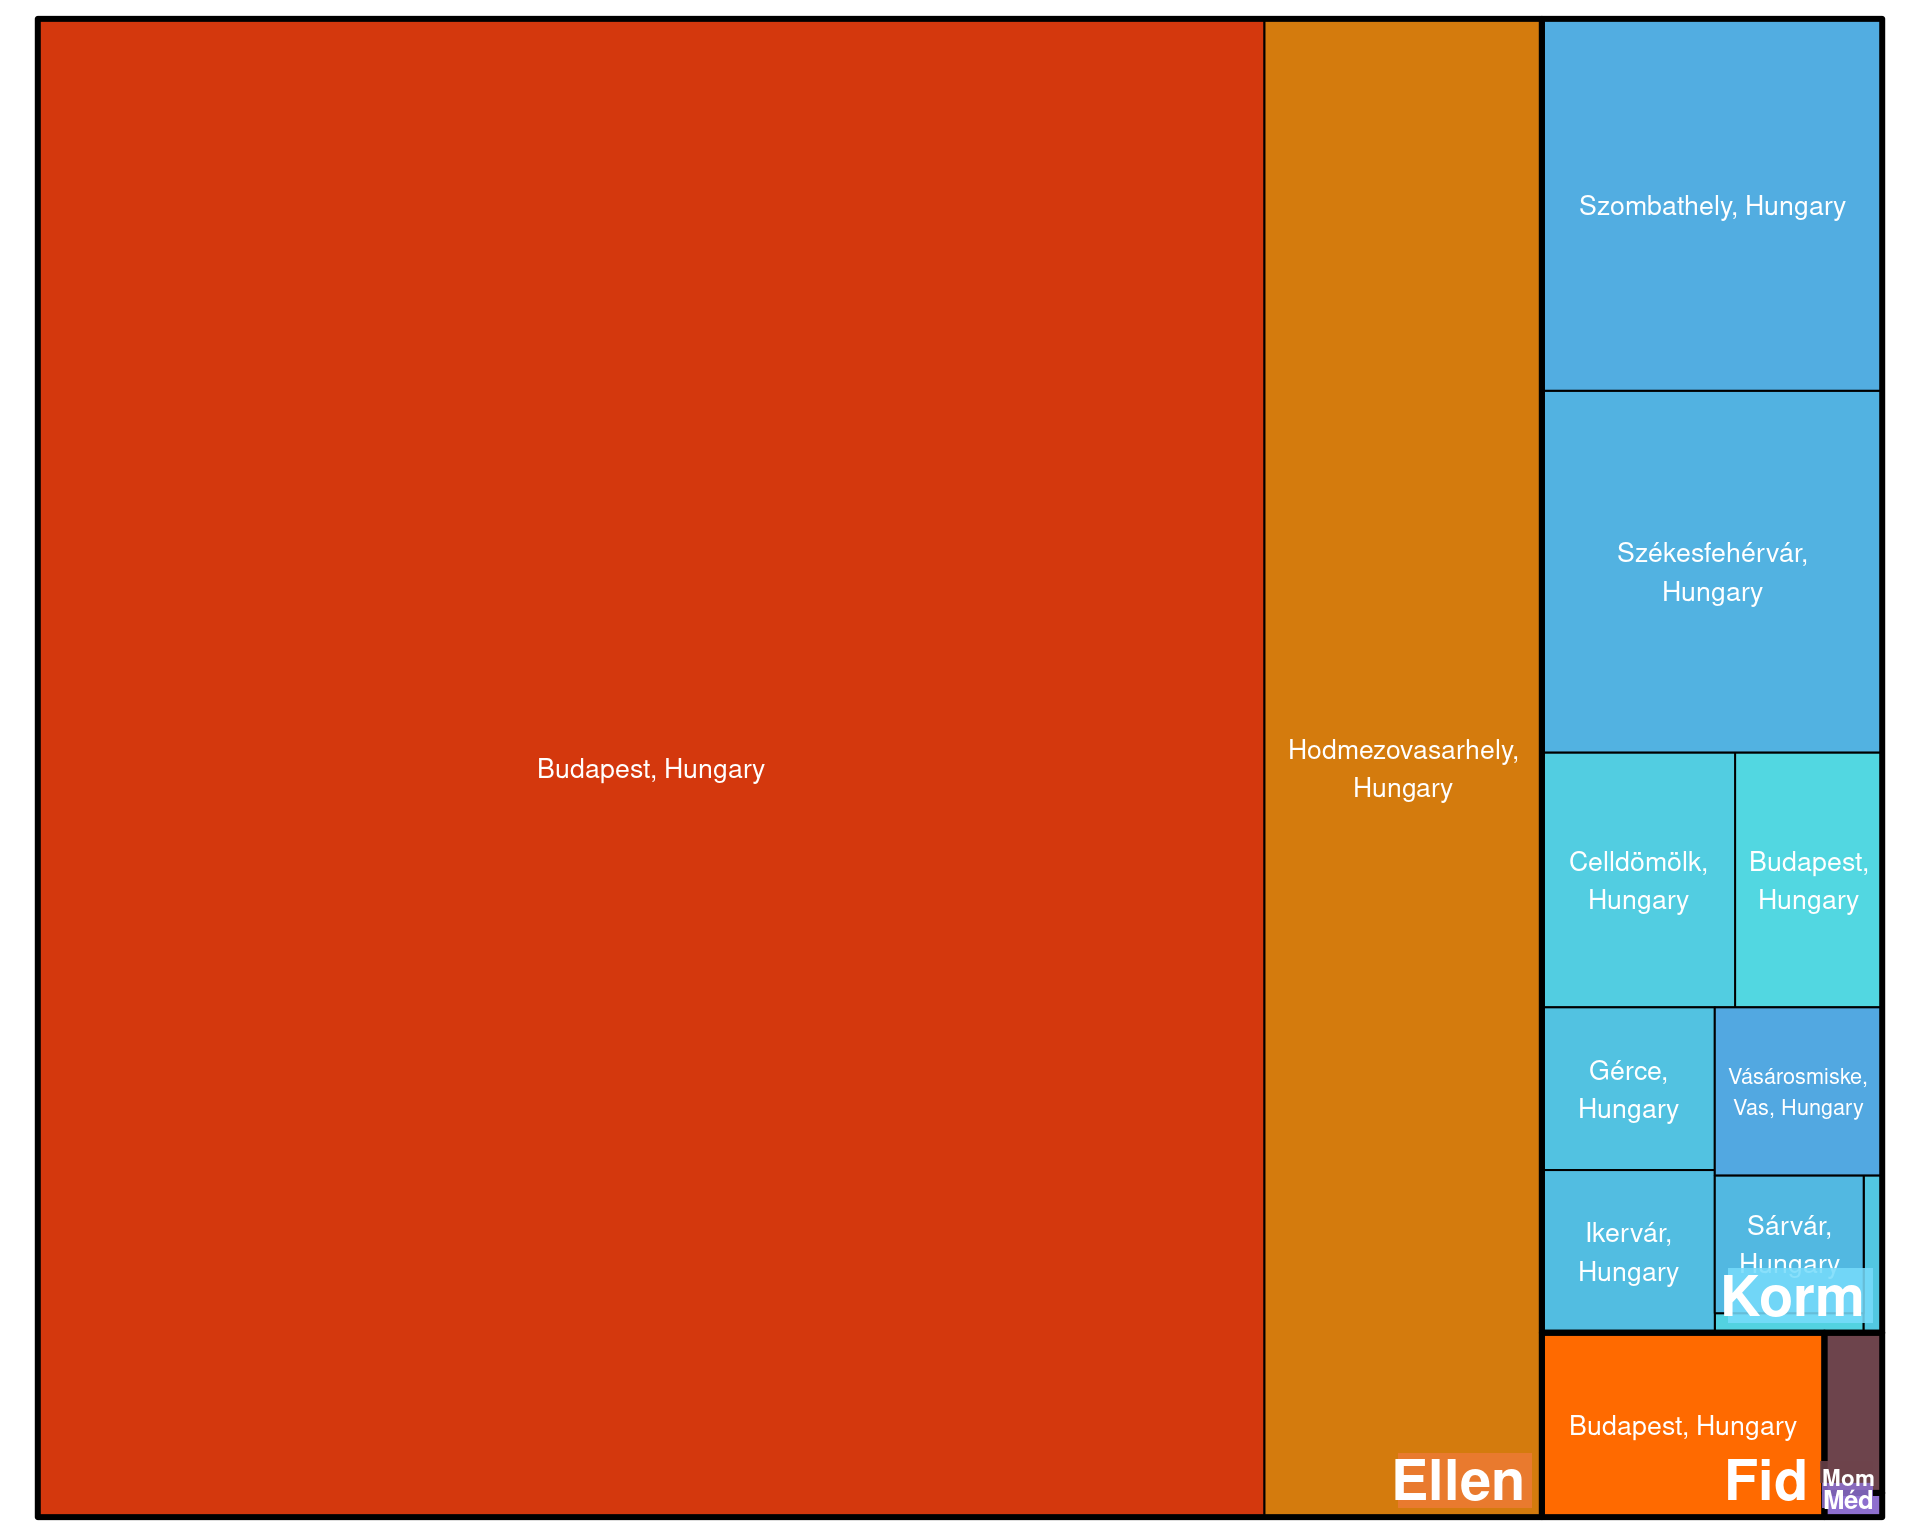 Budapest, Hungary
Hodmezovasarhely,
Hungary
Ellen
Szombathely, Hungary
Székesfehérvár,
Hungary
Celldömölk,
Hungary
Budapest,
Hungary
Gérce,
Hungary
Vásárosmiske,
Vas, Hungary
Ikervár,
Hungary
Sárvár,
Hungary
Korm
Budapest, Hungary
Fid
Mom
Méd